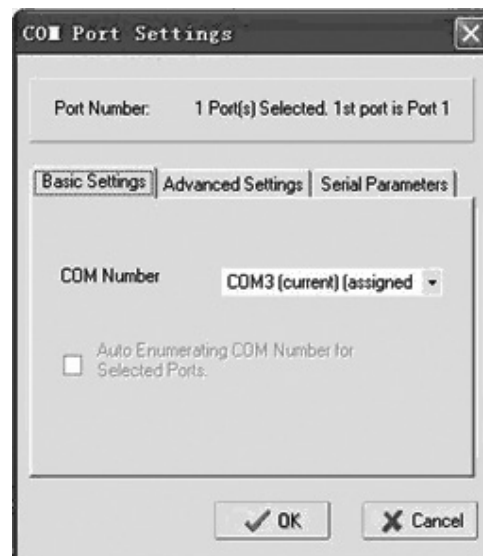 COM Port Settings
Port Number: 1 Port(s) Selected. 1st port is Port 1
Basic Settings Advanced Settings Serial Parameters
COM Number COM3 (current) (assigned
Auto Enumerating COM Number for
Selected Ports.
OK Cancel